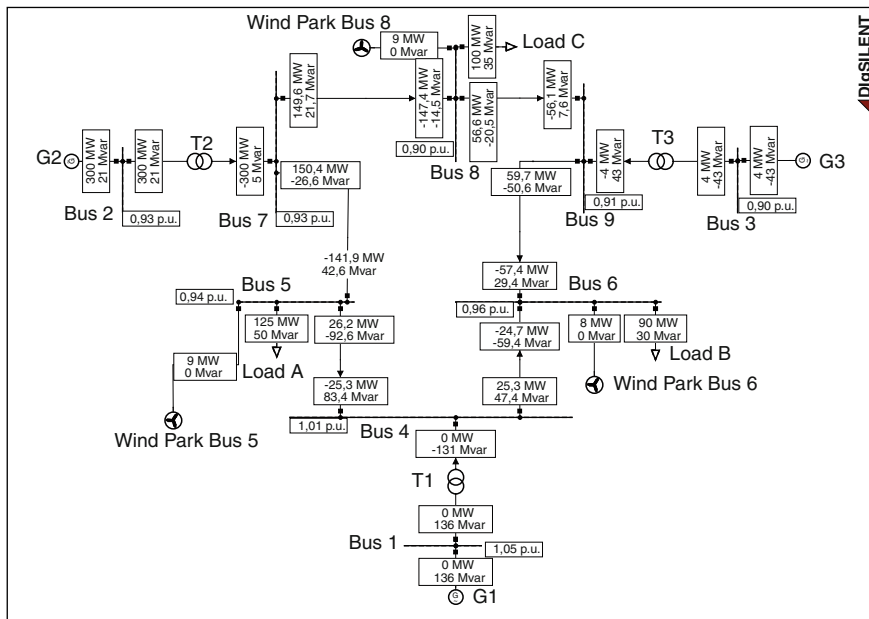 Wind Park Bus 8
9 MW
0 Mvar
100 MW
35 Mvar
Load C
DIgSILENT
149,6 MW
21,7 Mvar
-147,4 MW
-14,5 Mvar
56,6 MW
-20,5 Mvar
-56,1 MW
7,6 Mvar
G2
G
300 MW
21 Mvar
300 MW
21 Mvar
T2
-300 MW
5 Mvar
0,90 p.u.
Bus 8
T3
-4 MW
43 Mvar
4 MW
-43 Mvar
4 MW
-43 Mvar
G
G3
150,4 MW
-26,6 Mvar
59,7 MW
-50,6 Mvar
Bus 2
0,93 p.u.
Bus 7
0,93 p.u.
Bus 9
0,91 p.u.
Bus 3
0,90 p.u.
-141,9 MW
42,6 Mvar
-57,4 MW
29,4 Mvar
0,94 p.u.
Bus 5
Bus 6
0,96 p.u.
125 MW
50 Mvar
26,2 MW
-92,6 Mvar
-24,7 MW
-59,4 Mvar
8 MW
0 Mvar
90 MW
30 Mvar
9 MW
0 Mvar
Load A
Load B
-25,3 MW
83,4 Mvar
25,3 MW
47,4 Mvar
Wind Park Bus 6
Wind Park Bus 5
1,01 p.u.
Bus 4
0 MW
-131 Mvar
T1
0 MW
136 Mvar
Bus 1
1,05 p.u.
0 MW
136 Mvar
G
G1